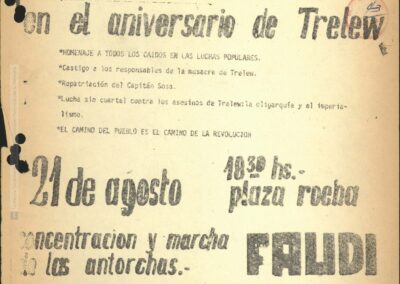 en el aniversario de Trelew
*HOMENAJE A TODOS LOS CAIDOS EN LAS LUCHAS POPULARES.
*Castigo a los responsables de la masacre de Trelew.
*Repatriación del Capitán Sosa.
*Lucha sin cuartel contra los asesinos de Trelew:la oligarquía y el imperia-
lismo.
*EL CAMINO DEL PUEBLO ES EL CAMINO DE LA REVOLUCION
21 de agosto
18 30 hs.-
plaza rocha
concentracion y marcha
de las antorchas.-
FAUDI